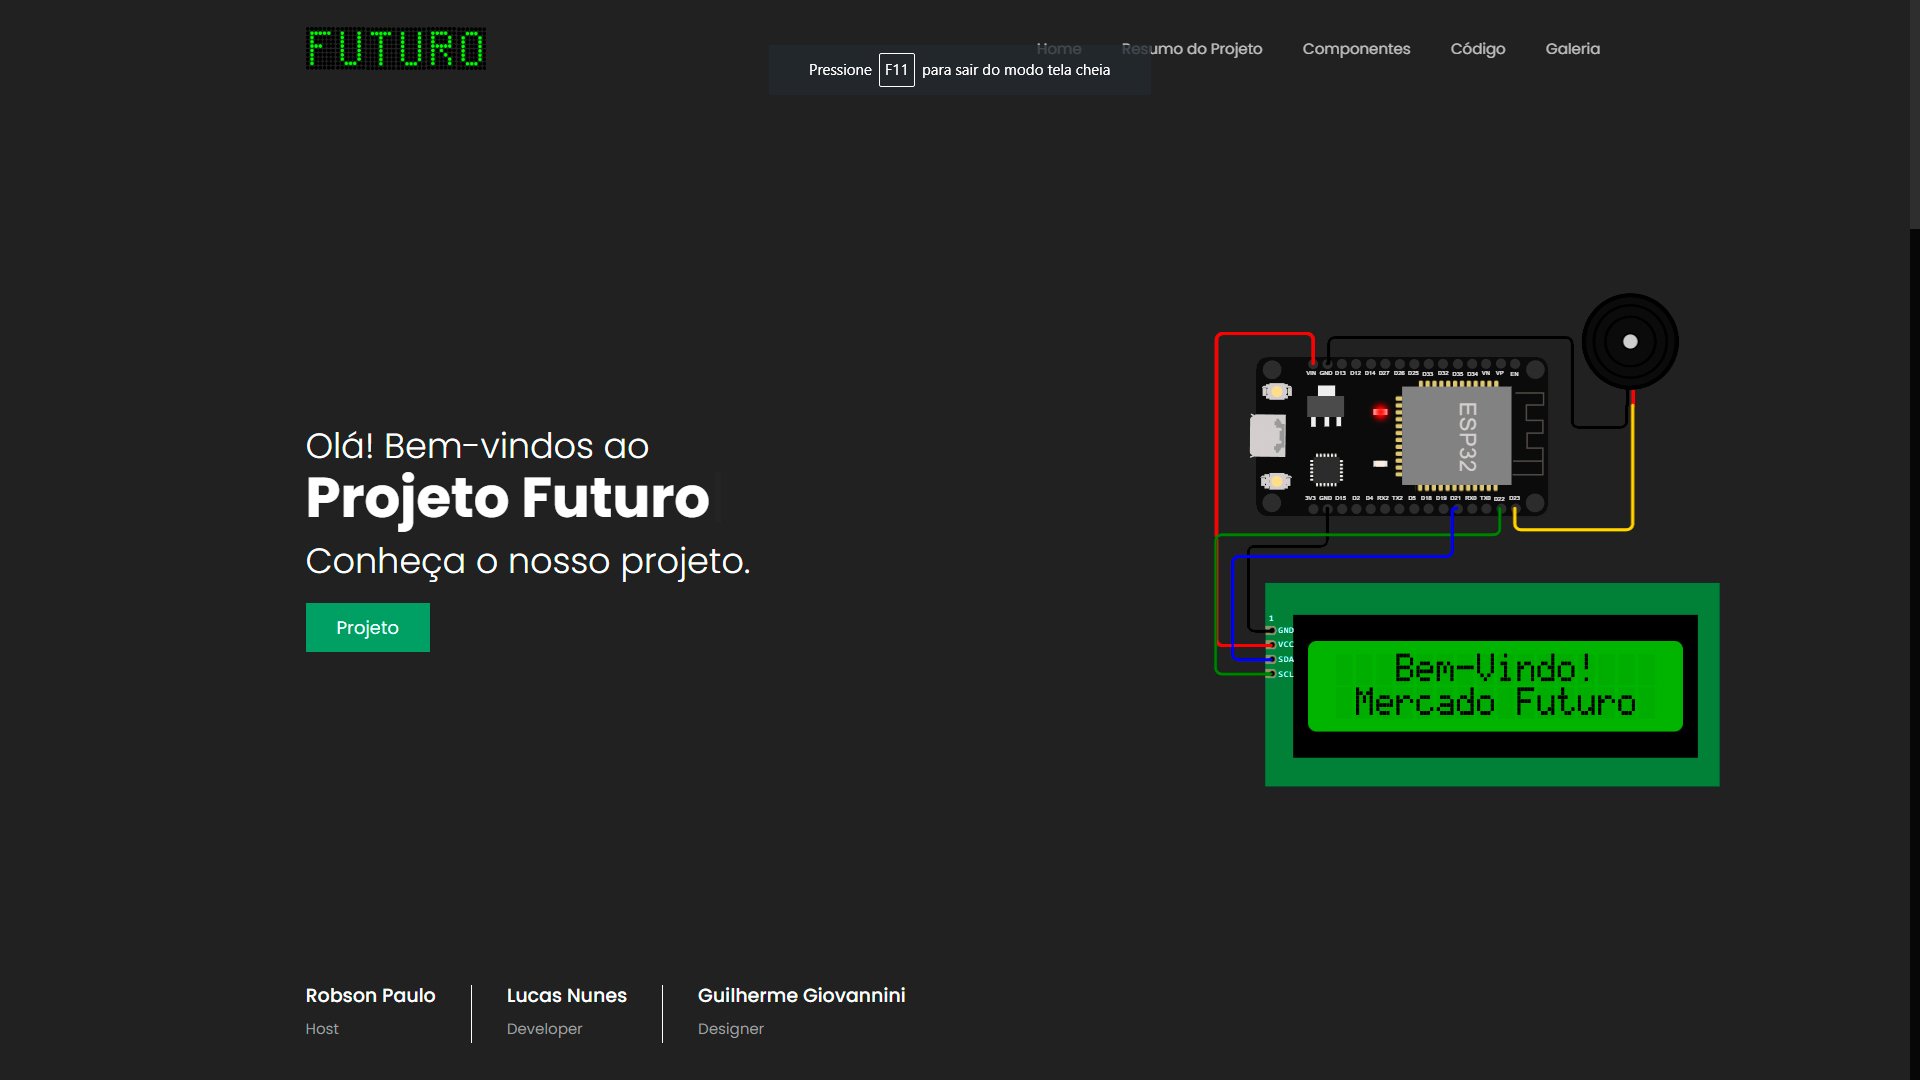 FUTURO
Home Resumo do Projeto Componentes Código Galeria
Pressione F11 para sair do modo tela cheia
Olá! Bem-vindos ao
Projeto Futuro
Conheça o nosso projeto.
Projeto
VIN GND D13 D12 D14 D27 D26 D25 D33 D32 D35 D34 VN VP EN
ESP32
3V3 GND D15 D2 D4 RX2 TX2 D5 D18 D19 D21 RX0 TX0 D22 D23
1
GND
VCC
SDA
SCL
Bem-Vindo!
Mercado Futuro
Robson Paulo
Host
Lucas Nunes
Developer
Guilherme Giovannini
Designer